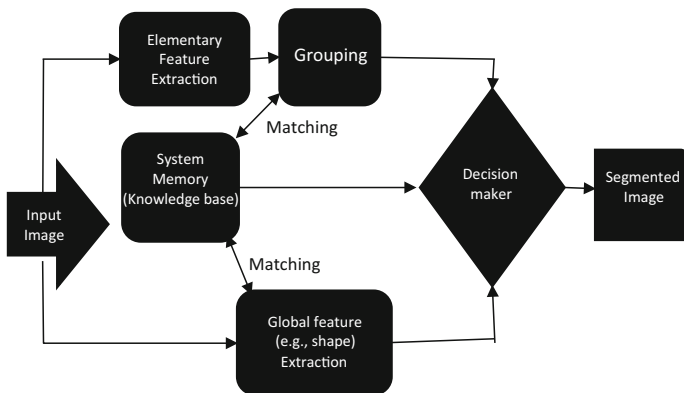 Elementary
Feature
Extraction
Grouping
Matching
System
Memory
(Knowledge base)
Input
Image
Decision
maker
Segmented
Image
Matching
Global feature
(e.g., shape)
Extraction